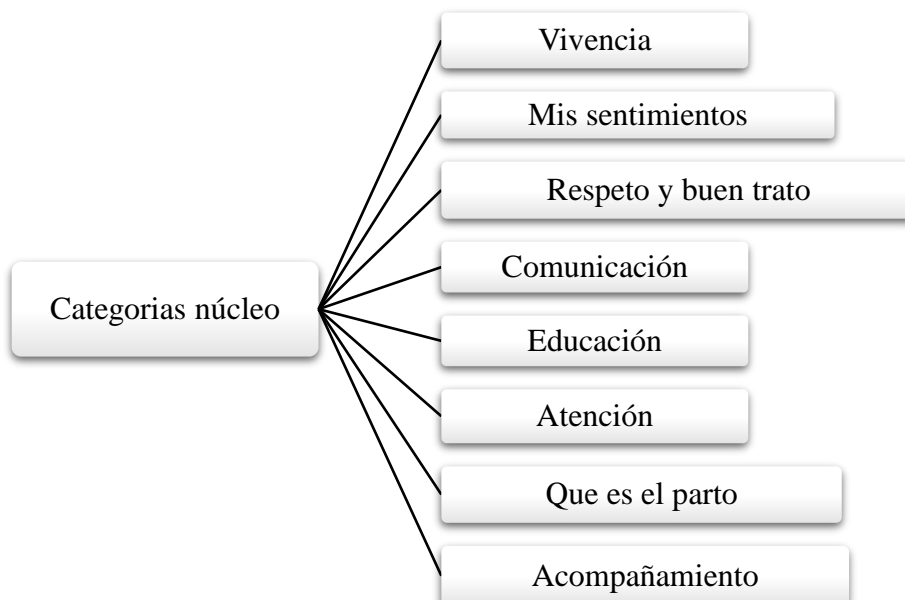 Vivencia
Mis sentimientos
Respeto y buen trato
Comunicación
Categorias núcleo
Educación
Atención
Que es el parto
Acompañamiento